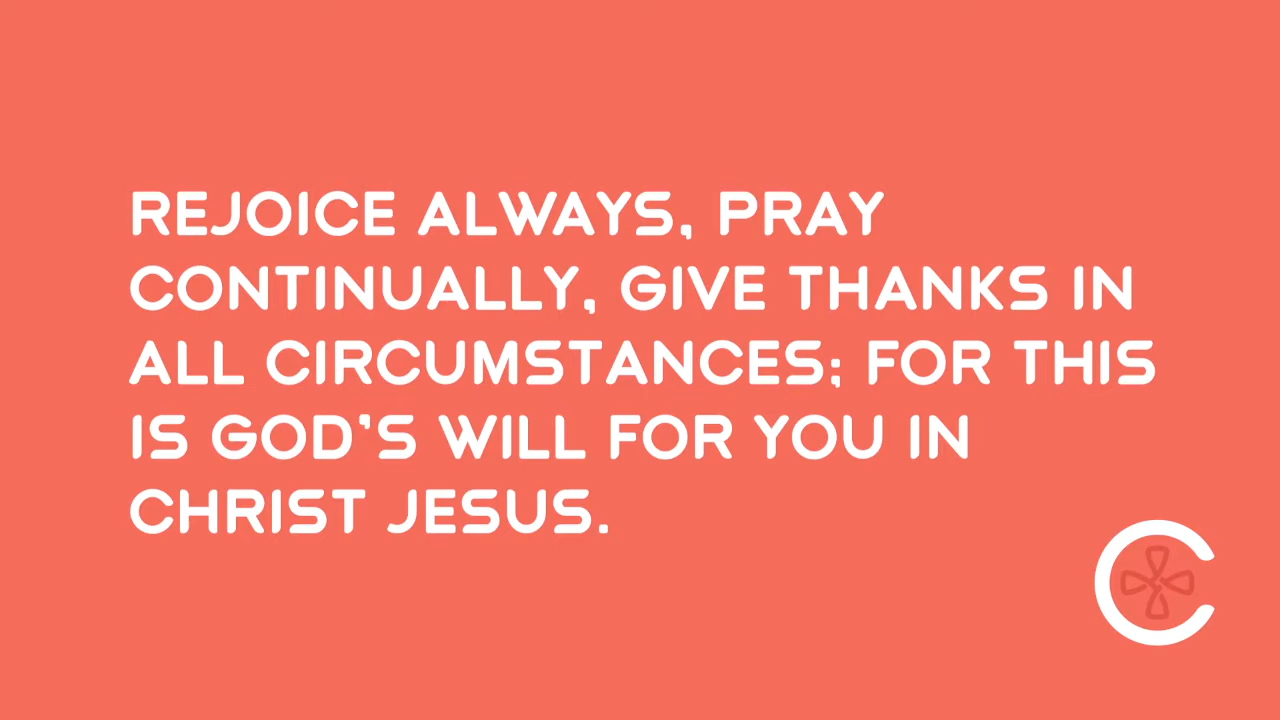 REJOICE ALWAYS, PRAY
CONTINUALLY, GIVE THANKS IN
ALL CIRCUMSTANCES; FOR THIS
IS GOD'S WILL FOR YOU IN
CHRIST JESUS.